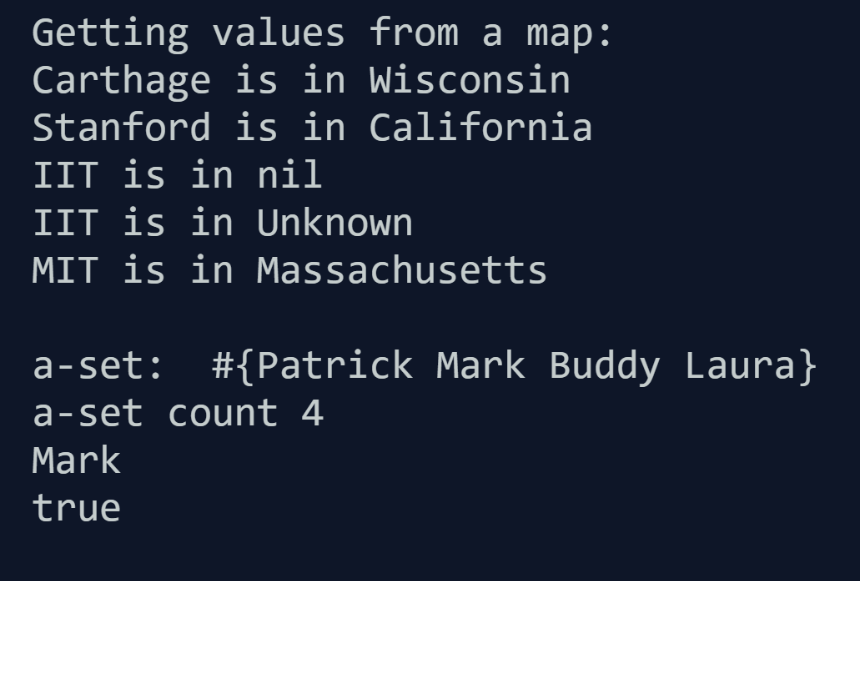 Getting values from a map:
Carthage is in Wisconsin
Stanford is in California
IIT is in nil
IIT is in Unknown
MIT is in Massachusetts

a-set:  #{Patrick Mark Buddy Laura}
a-set count 4
Mark
true